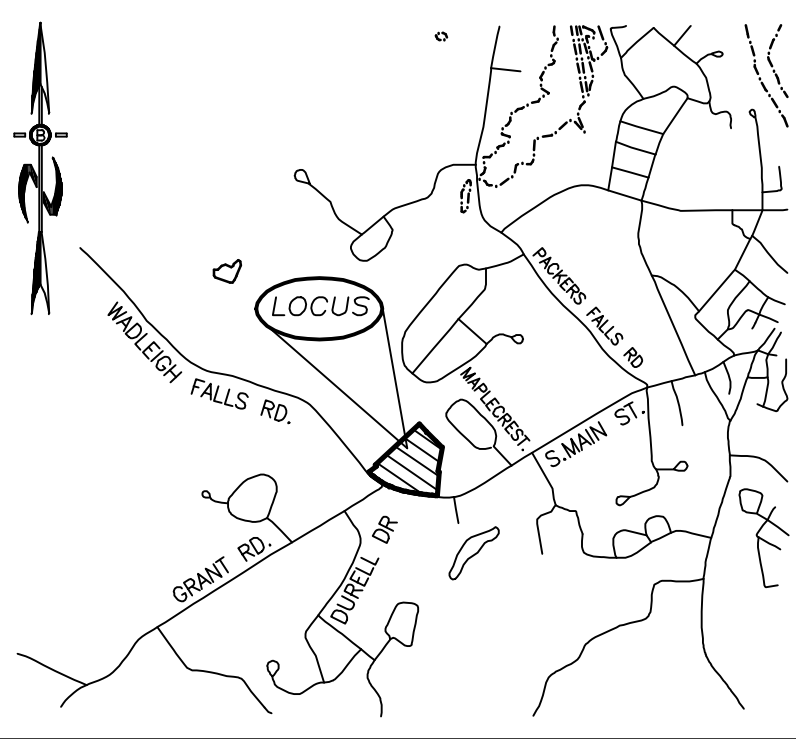 B
N
LOCUS
PACKERS FALLS RD
WADLEIGH FALLS RD.
MAPLECREST.
S.MAIN ST.
GRANT RD.
DURELL DR